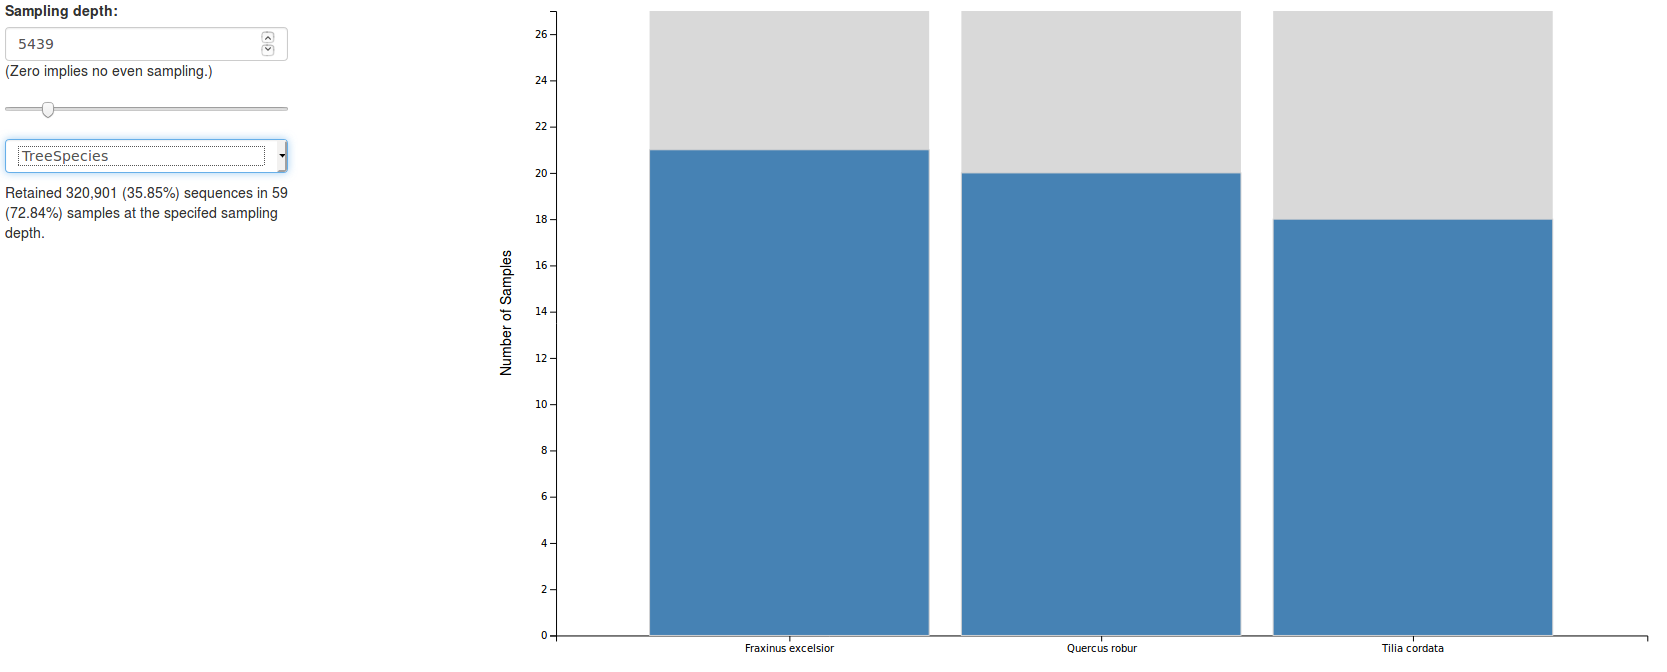 Sampling depth:
5439
(Zero implies no even sampling.)
TreeSpecies
Retained 320,901 (35.85%) sequences in 59
(72.84%) samples at the specifed sampling
depth.
Number of Samples
26
24
22
20
18
16
14
12
10
8
6
4
2
0
Fraxinus excelsior
Quercus robur
Tilia cordata